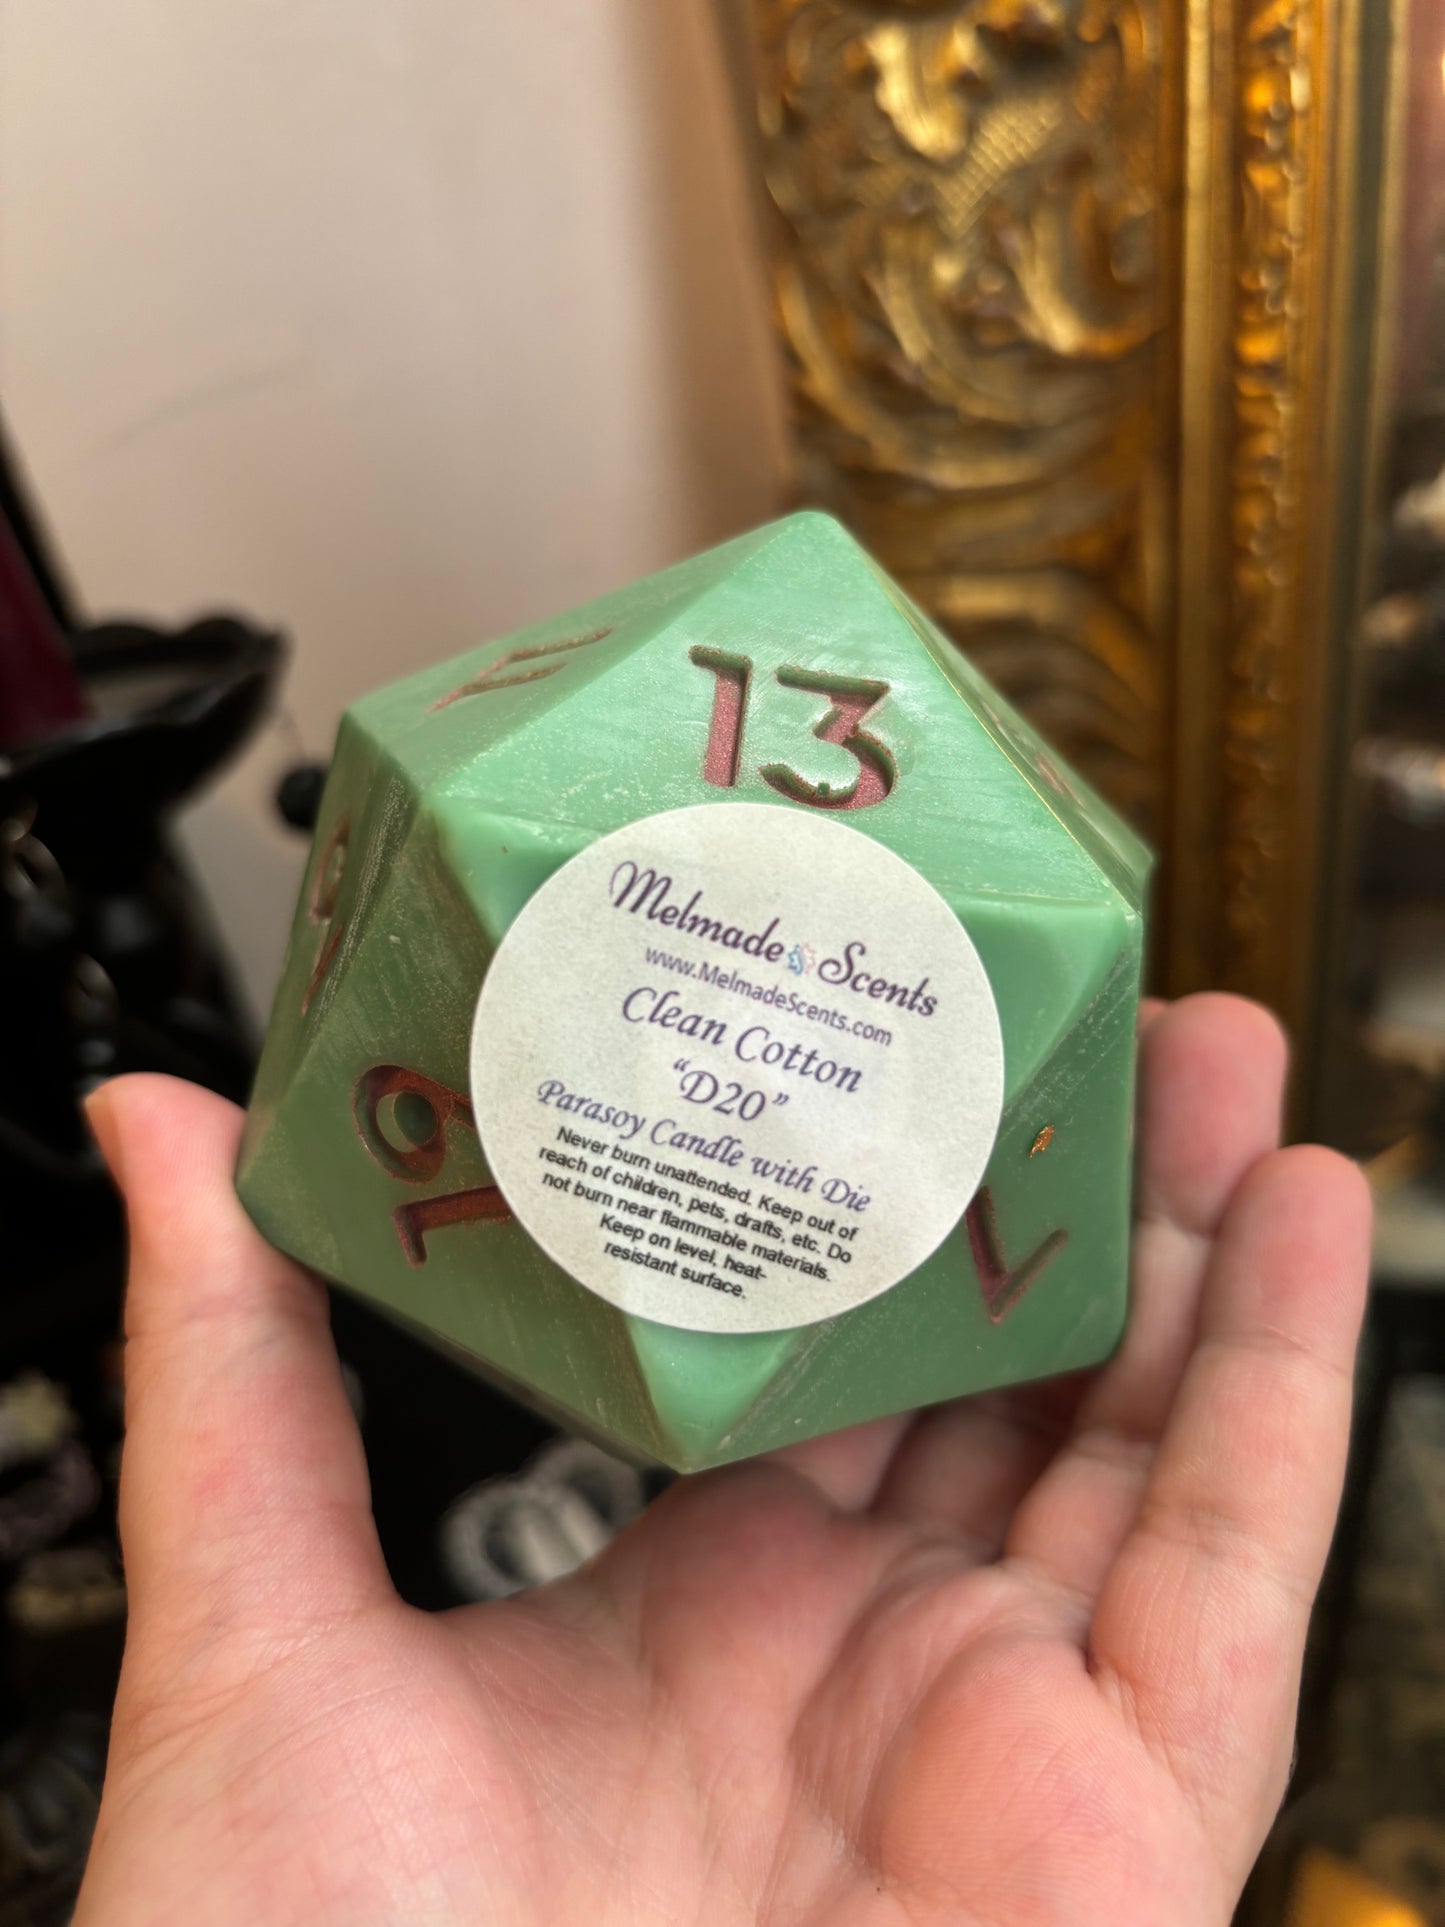 13
Melmade Scents
www.MelmadeScents.com
Clean Cotton
“D20”
Parasoy Candle with Die
Never burn unattended. Keep out of
reach of children, pets, drafts, etc. Do
not burn near flammable materials.
Keep on level, heat-
resistant surface.
19